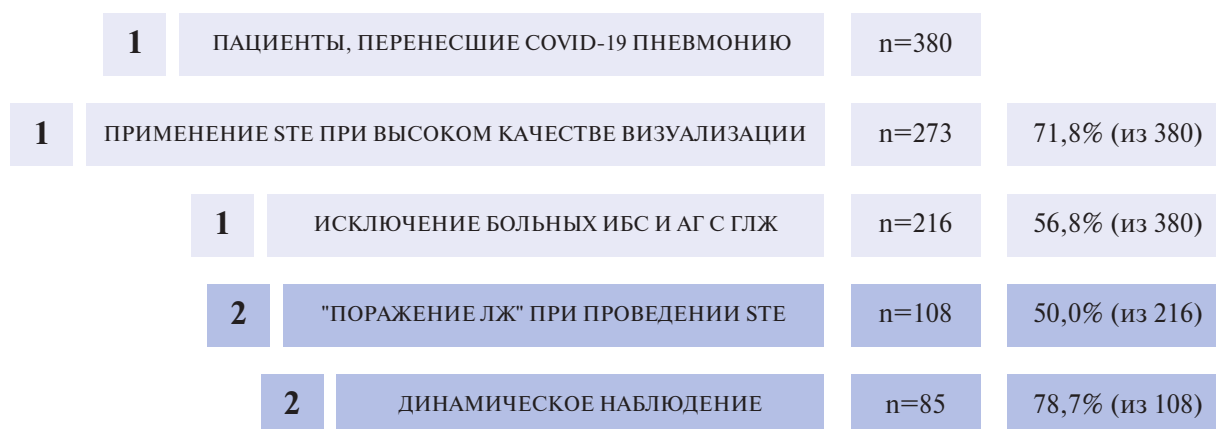 1 ПАЦИЕНТЫ, ПЕРЕНЕСШИЕ COVID-19 ПНЕВМОНИЮ n=380
1 ПРИМЕНЕНИЕ STE ПРИ ВЫСОКОМ КАЧЕСТВЕ ВИЗУАЛИЗАЦИИ n=273 71,8% (из 380)
1 ИСКЛЮЧЕНИЕ БОЛЬНЫХ ИБС И АГ С ГЛЖ n=216 56,8% (из 380)
2 "ПОРАЖЕНИЕ ЛЖ" ПРИ ПРОВЕДЕНИИ STE n=108 50,0% (из 216)
2 ДИНАМИЧЕСКОЕ НАБЛЮДЕНИЕ n=85 78,7% (из 108)